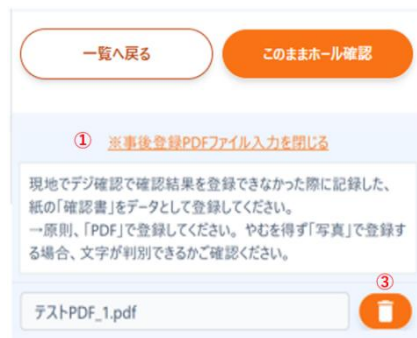 一覧へ戻る
このままホール確認
① ※事後登録PDFファイル入力を閉じる
現地でデジ確認で確認結果を登録できなかった際に記録した、
紙の「確認書」をデータとして登録してください。
→原則、「PDF」で登録してください。やむを得ず「写真」で登録す
る場合、文字が判別できるかご確認ください。
③
テストPDF_1.pdf